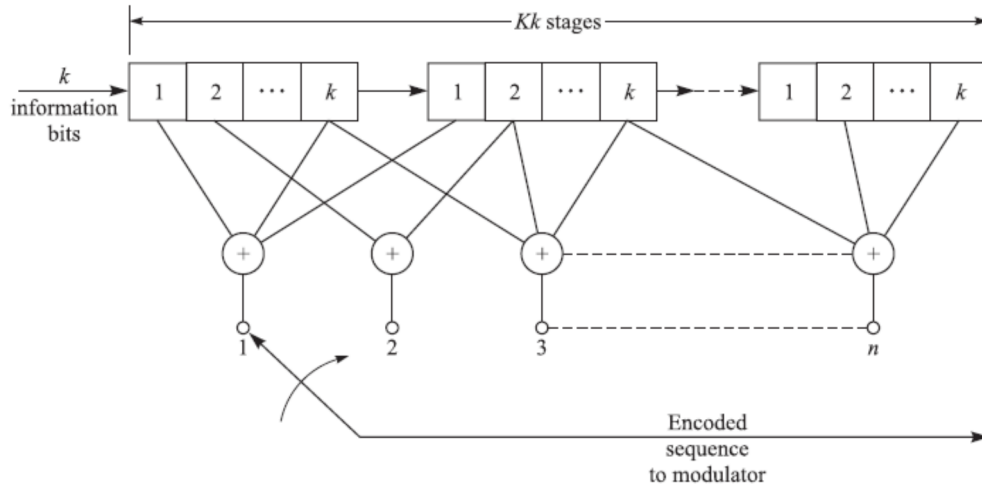 Kk stages
k
information
bits
1 2 ··· k
1 2 ··· k
1 2 ··· k
+ + + +
1 2 3 n
Encoded
sequence
to modulator